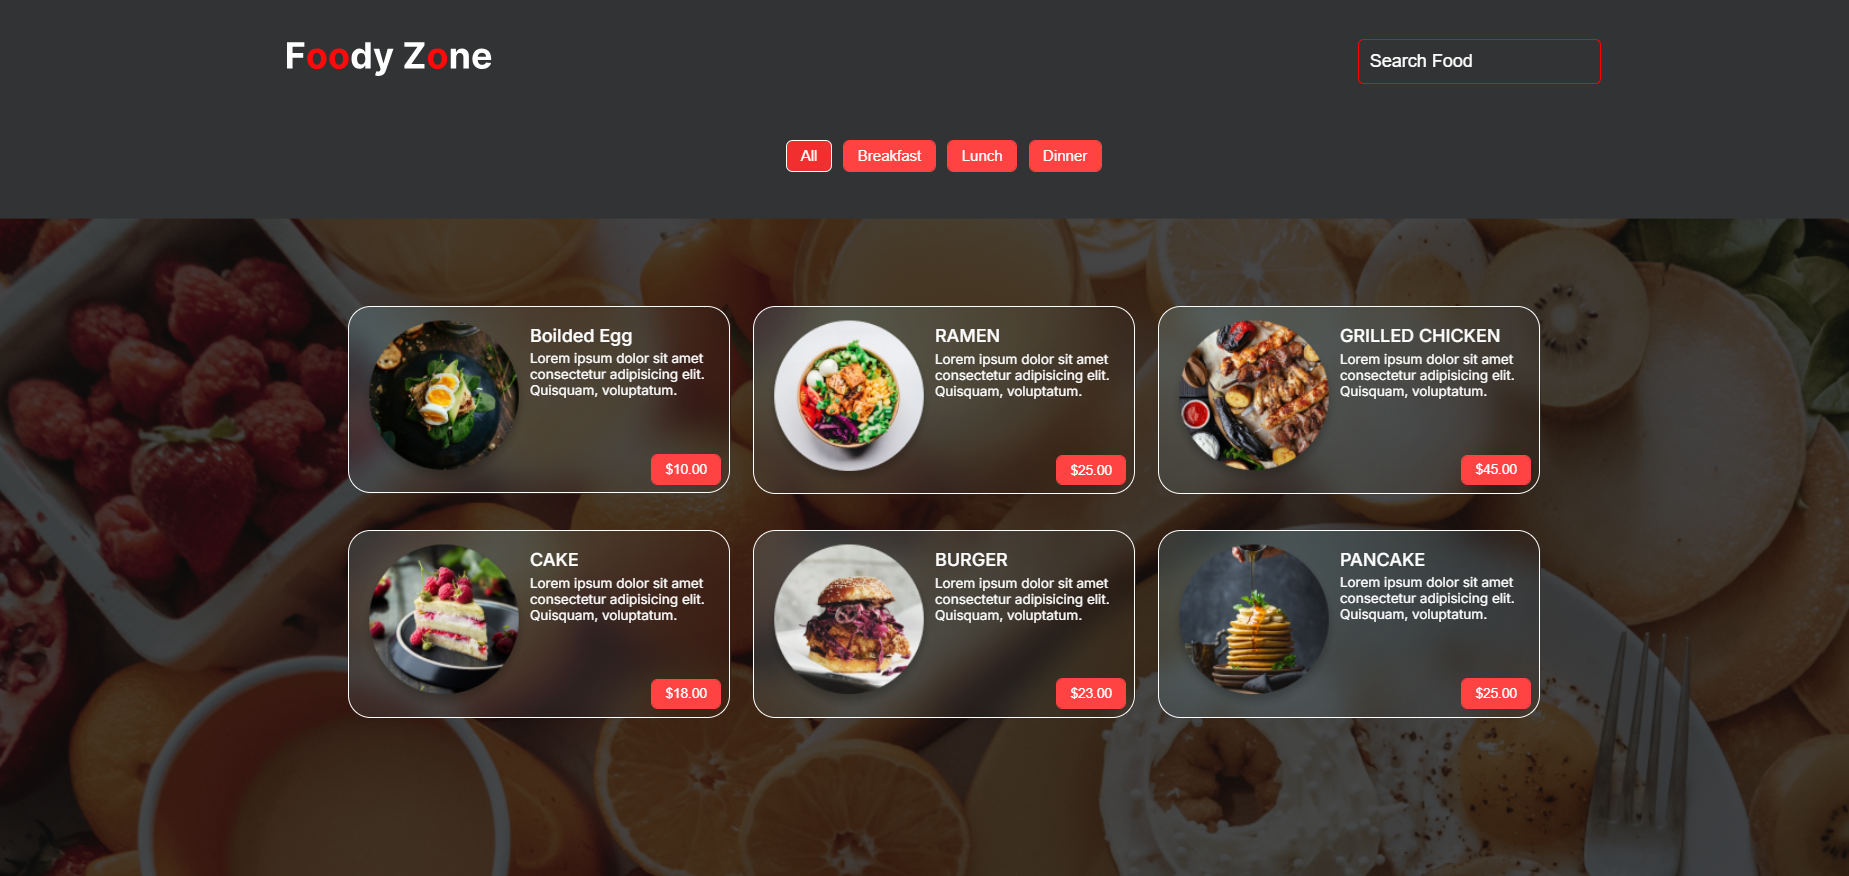 Foody Zone
Search Food
All
Breakfast
Lunch
Dinner
Boilded Egg
Lorem ipsum dolor sit amet
consectetur adipisicing elit.
Quisquam, voluptatum.
$10.00
RAMEN
Lorem ipsum dolor sit amet
consectetur adipisicing elit.
Quisquam, voluptatum.
$25.00
GRILLED CHICKEN
Lorem ipsum dolor sit amet
consectetur adipisicing elit.
Quisquam, voluptatum.
$45.00
CAKE
Lorem ipsum dolor sit amet
consectetur adipisicing elit.
Quisquam, voluptatum.
$18.00
BURGER
Lorem ipsum dolor sit amet
consectetur adipisicing elit.
Quisquam, voluptatum.
$23.00
PANCAKE
Lorem ipsum dolor sit amet
consectetur adipisicing elit.
Quisquam, voluptatum.
$25.00